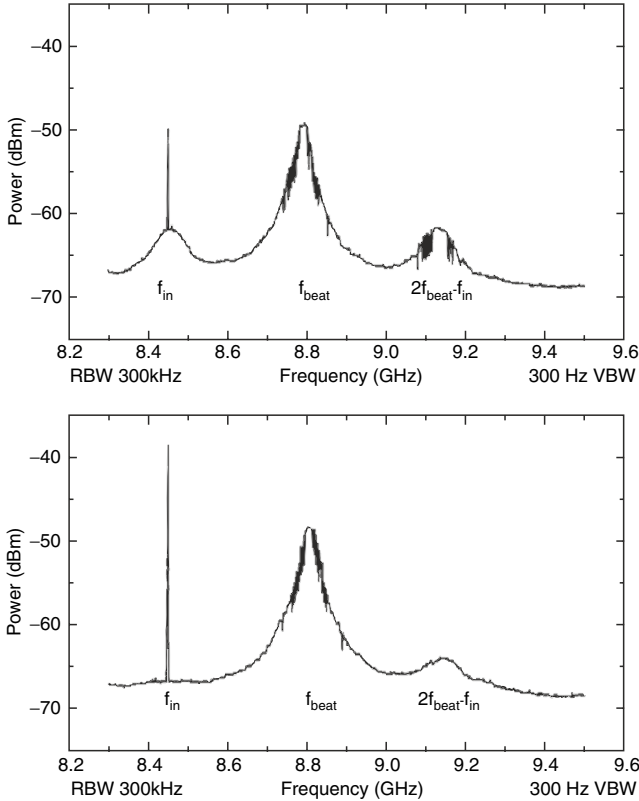 −40
−50
−60
−70
Power (dBm)
f_in
f_beat
2f_beat-f_in
8.2 8.4 8.6 8.8 9.0 9.2 9.4 9.6
RBW 300kHz Frequency (GHz) 300 Hz VBW
−40
−50
−60
−70
Power (dBm)
f_in
f_beat
2f_beat-f_in
8.2 8.4 8.6 8.8 9.0 9.2 9.4 9.6
RBW 300kHz Frequency (GHz) 300 Hz VBW